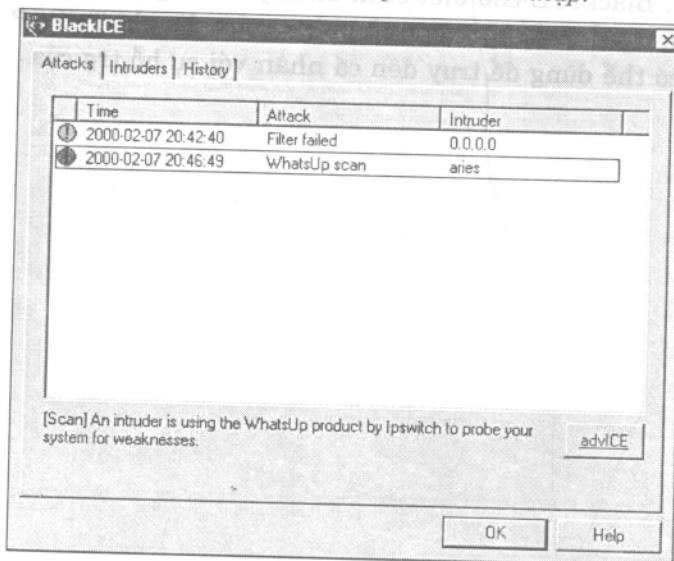 BlackICE
Attacks Intruders History
Time Attack Intruder
2000-02-07 20:42:40 Filter failed 0.0.0.0
2000-02-07 20:46:49 WhatsUp scan aries
[Scan] An intruder is using the WhatsUp product by Ipswitch to probe your
system for weaknesses.
advICE
OK Help